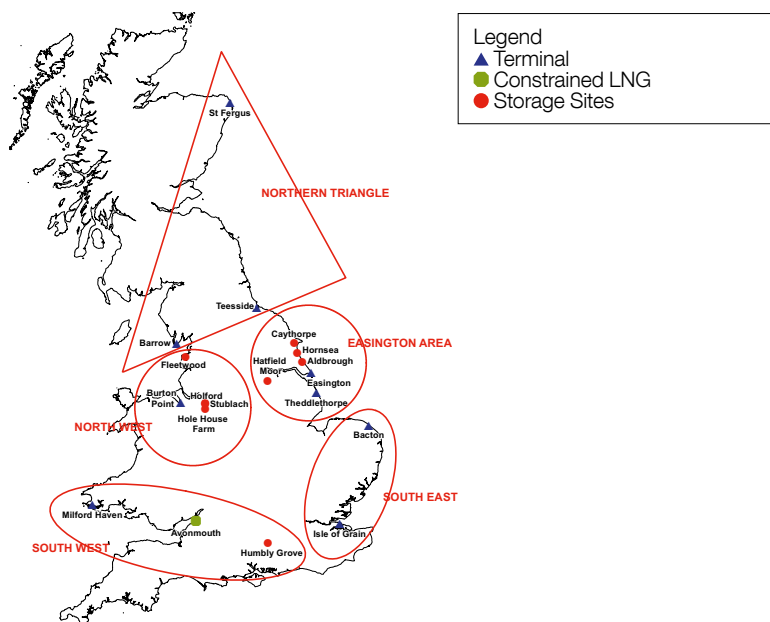 Legend
Terminal
Constrained LNG
Storage Sites
St Fergus
NORTHERN TRIANGLE
Teesside
Barrow
Fleetwood
Caythorpe
Hornsea
EASINGTON AREA
Aldbrough
Hatfield
Moor
Easington
Theddlethorpe
Burton
Point
Holford
Stublach
Hole House
Farm
NORTH WEST
Bacton
SOUTH EAST
Milford Haven
Avonmouth
Isle of Grain
SOUTH WEST
Humbly Grove